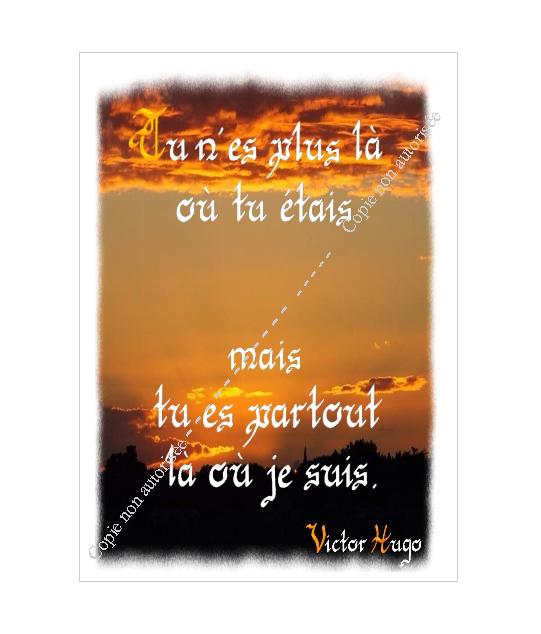 Tu n'es plus là
où tu étais
mais
tu es partout
là où je suis.
Victor Hugo
Copie non autorisée
Copie non autorisée